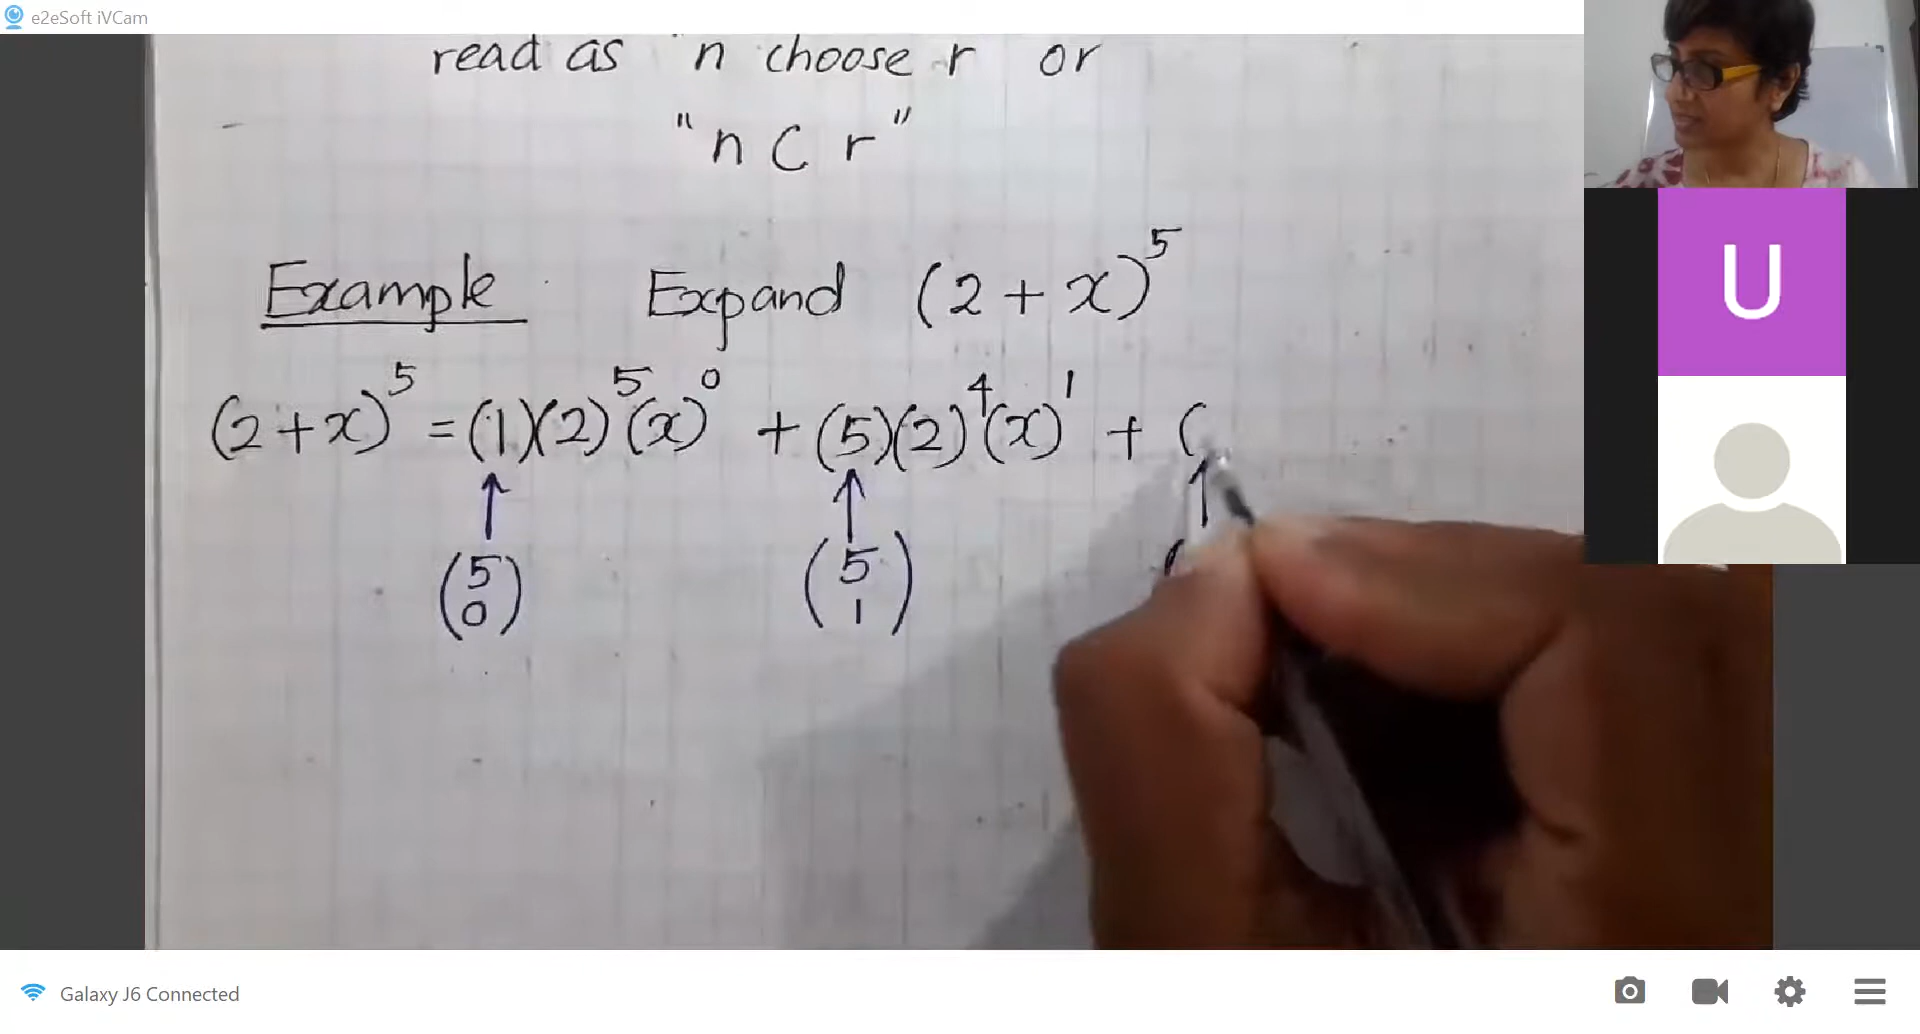 e2eSoft iVCam
read as "n choose r or
"n C r"
Example Expand (2 + x)⁵
(2+x)⁵ = (1)(2)⁵(x)⁰ + (5)(2)⁴(x)¹ + (
(5 0) (5 1) (
U
Galaxy J6 Connected